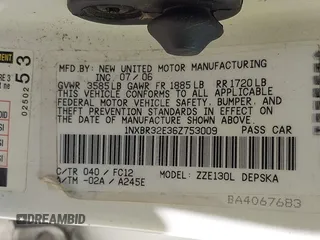 MFD. BY: NEW UNITED MOTOR MANUFACTURING
INC. 07/06
GVWR 3585LB GAWR FR 1885LB RR 1720LB
THIS VEHICLE CONFORMS TO ALL APPLICABLE
FEDERAL MOTOR VEHICLE SAFETY, BUMPER, AND
THEFT PREVENTION STANDARDS IN EFFECT ON
THE DATE OF MANUFACTURE SHOWN ABOVE.
1NXBR32E36Z753009 PASS CAR
C/TR 040 / FC12 MODEL: ZZE130L DEPSKA
A/TM -02A / A245E
BA4067683
025025
53
DREAMBID